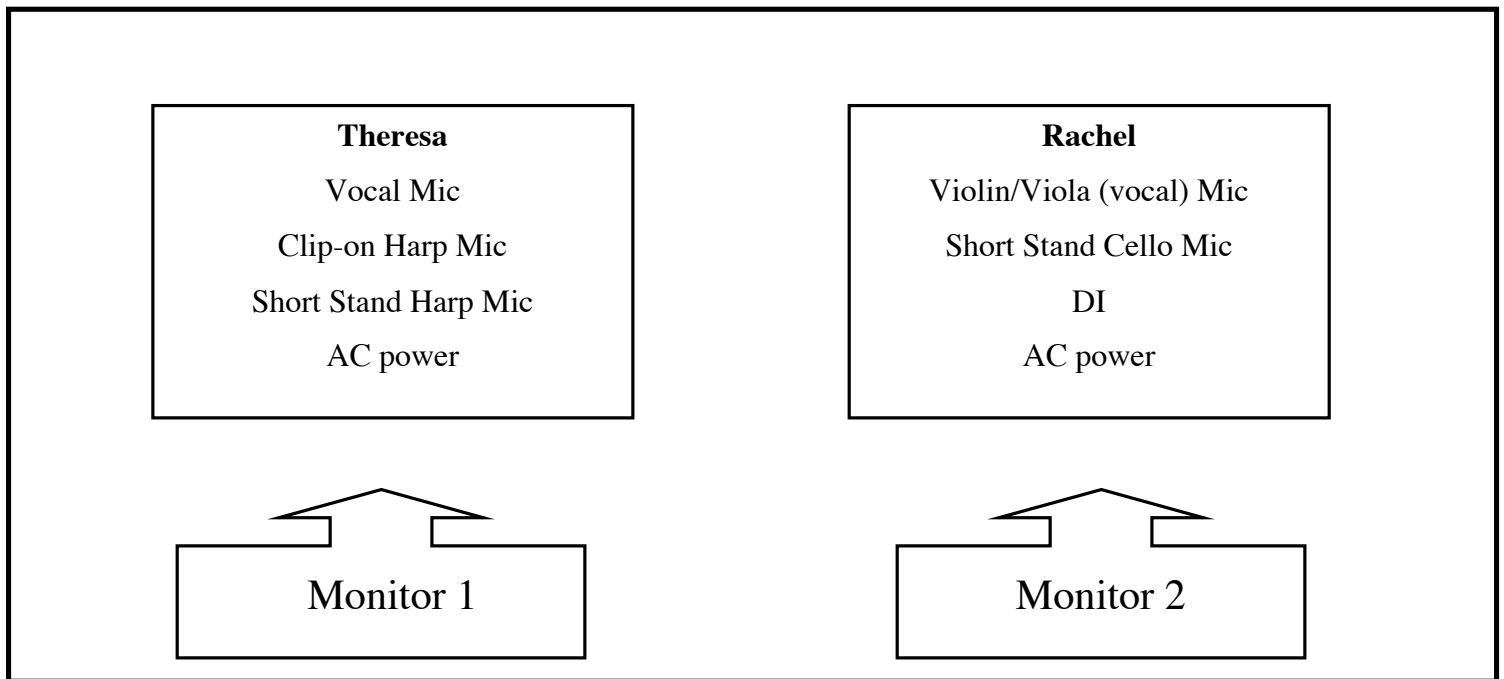 Theresa
Vocal Mic
Clip-on Harp Mic
Short Stand Harp Mic
AC power
Rachel
Violin/Viola (vocal) Mic
Short Stand Cello Mic
DI
AC power
Monitor 1
Monitor 2